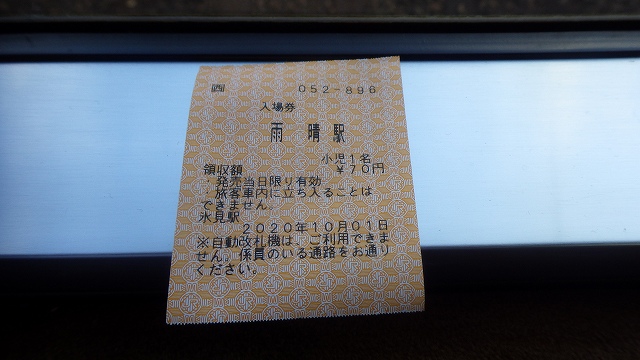 西 052-896
入場券
雨 晴駅
小児1名
領収額 ¥70円
・発売当日限り有効
・旅客車内に立ち入ることは
できません
氷見駅
2020年10月01日
※自動改札機は、ご利用できま
せん。係員のいる通路をお通り
ください。